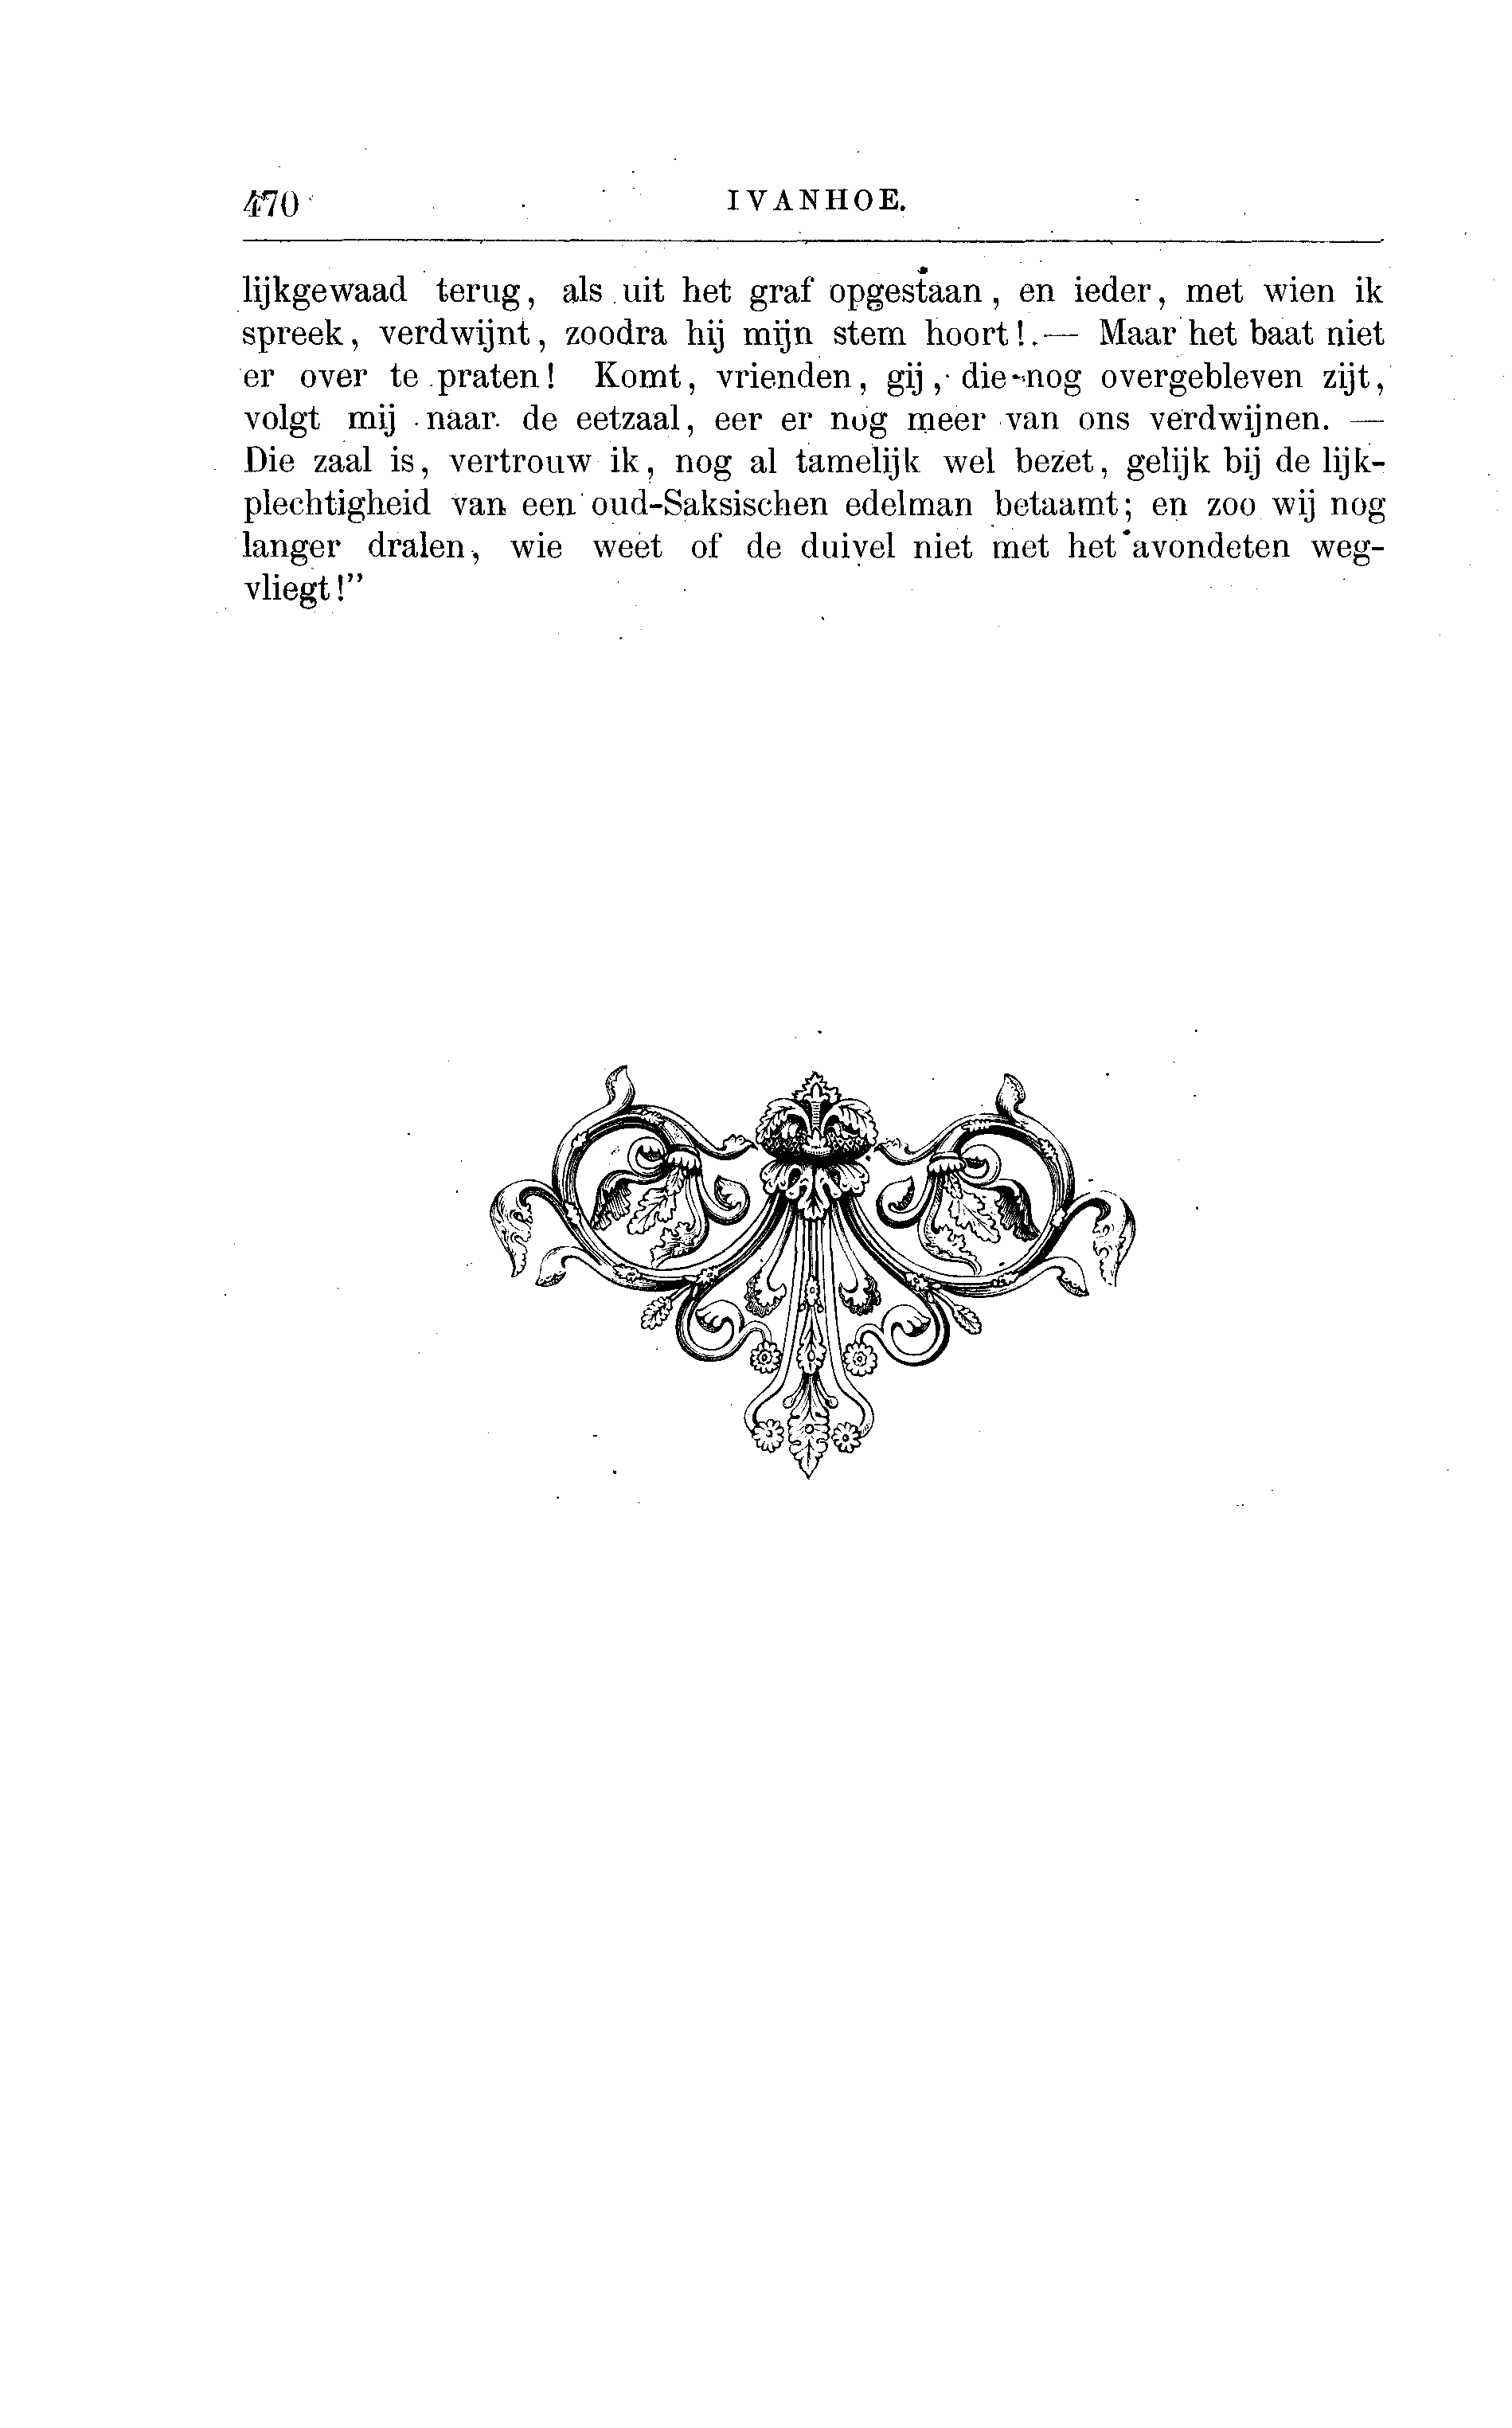 470 IVANHOE.
lijkgewaad terug, als uit het graf opgestaan, en ieder, met wien ik
spreek, verdwijnt, zoodra hij mijn stem hoort! — Maar het baat niet
er over te praten! Komt, vrienden, gij, die nog overgebleven zijt,
volgt mij naar de eetzaal, eer er nog meer van ons verdwijnen. —
Die zaal is, vertrouw ik, nog al tamelijk wel bezet, gelijk bij de lijk-
plechtigheid van een oud-Saksischen edelman betaamt; en zoo wij nog
langer dralen, wie weet of de duivel niet met het avondeten weg-
vliegt!”